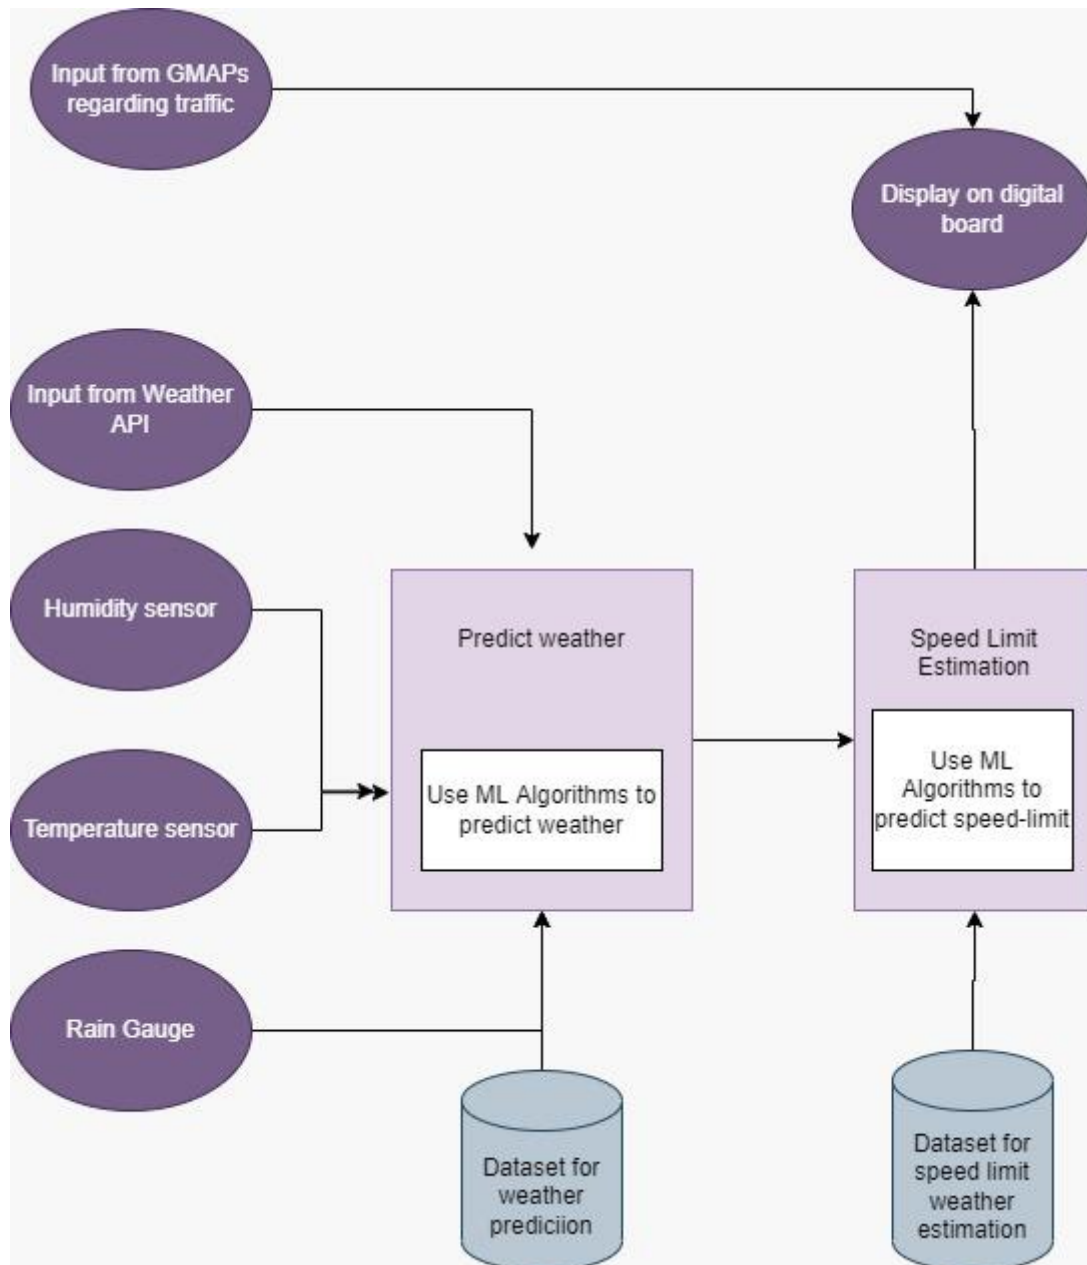 Input from GMAPs
regarding traffic
Display on digital
board
Input from Weather
API
Humidity sensor
Predict weather
Speed Limit
Estimation
Use ML Algorithms to
predict weather
Use ML
Algorithms to
predict speed-limit
Temperature sensor
Rain Gauge
Dataset for
weather
prediciion
Dataset for
speed limit
weather
estimation